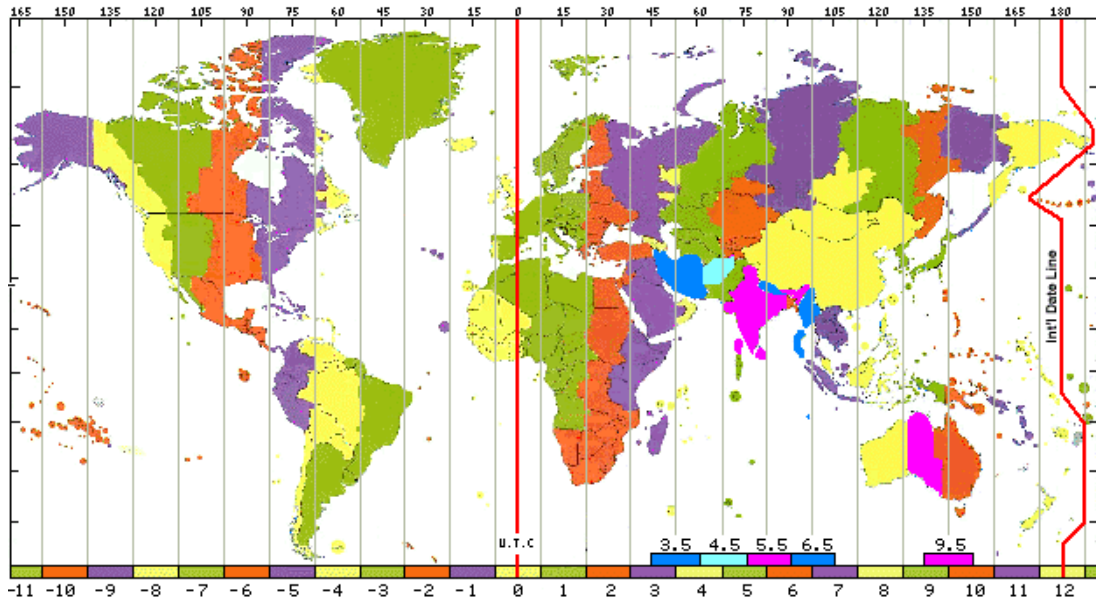 165 150 135 120 105 90 75 60 45 30 15 0 15 30 45 60 75 90 105 120 135 150 165 180
Int'l Date Line
U.T.C
3.5 4.5 5.5 6.5 9.5
-11 -10 -9 -8 -7 -6 -5 -4 -3 -2 -1 0 1 2 3 4 5 6 7 8 9 10 11 12